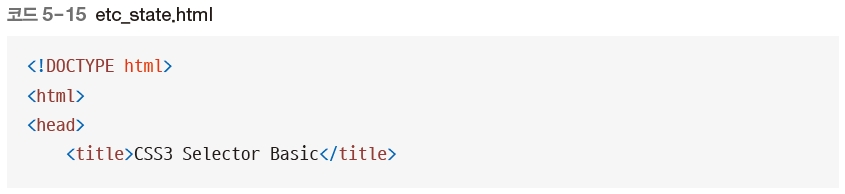 코드 5-15 etc_state.html
<!DOCTYPE html>
<html>
<head>
    <title>CSS3 Selector Basic</title>